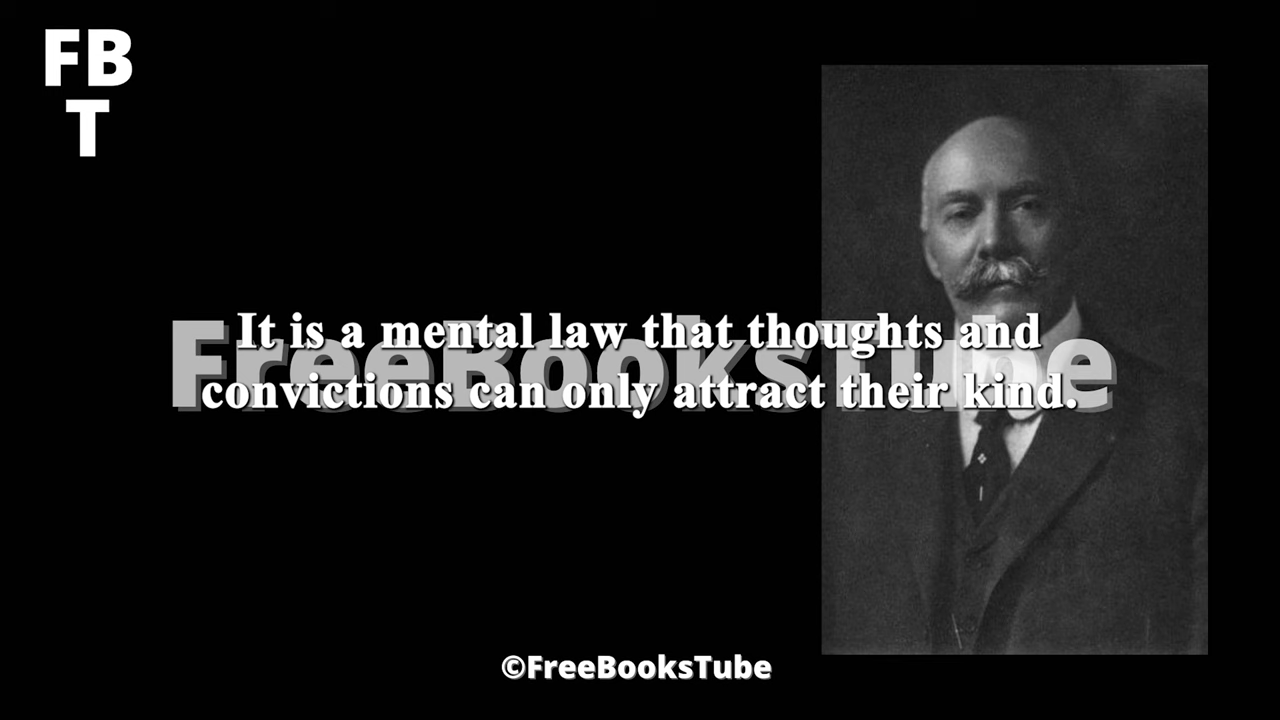 FB
T
FreeBooksTube
It is a mental law that thoughts and
convictions can only attract their kind.
©FreeBooksTube